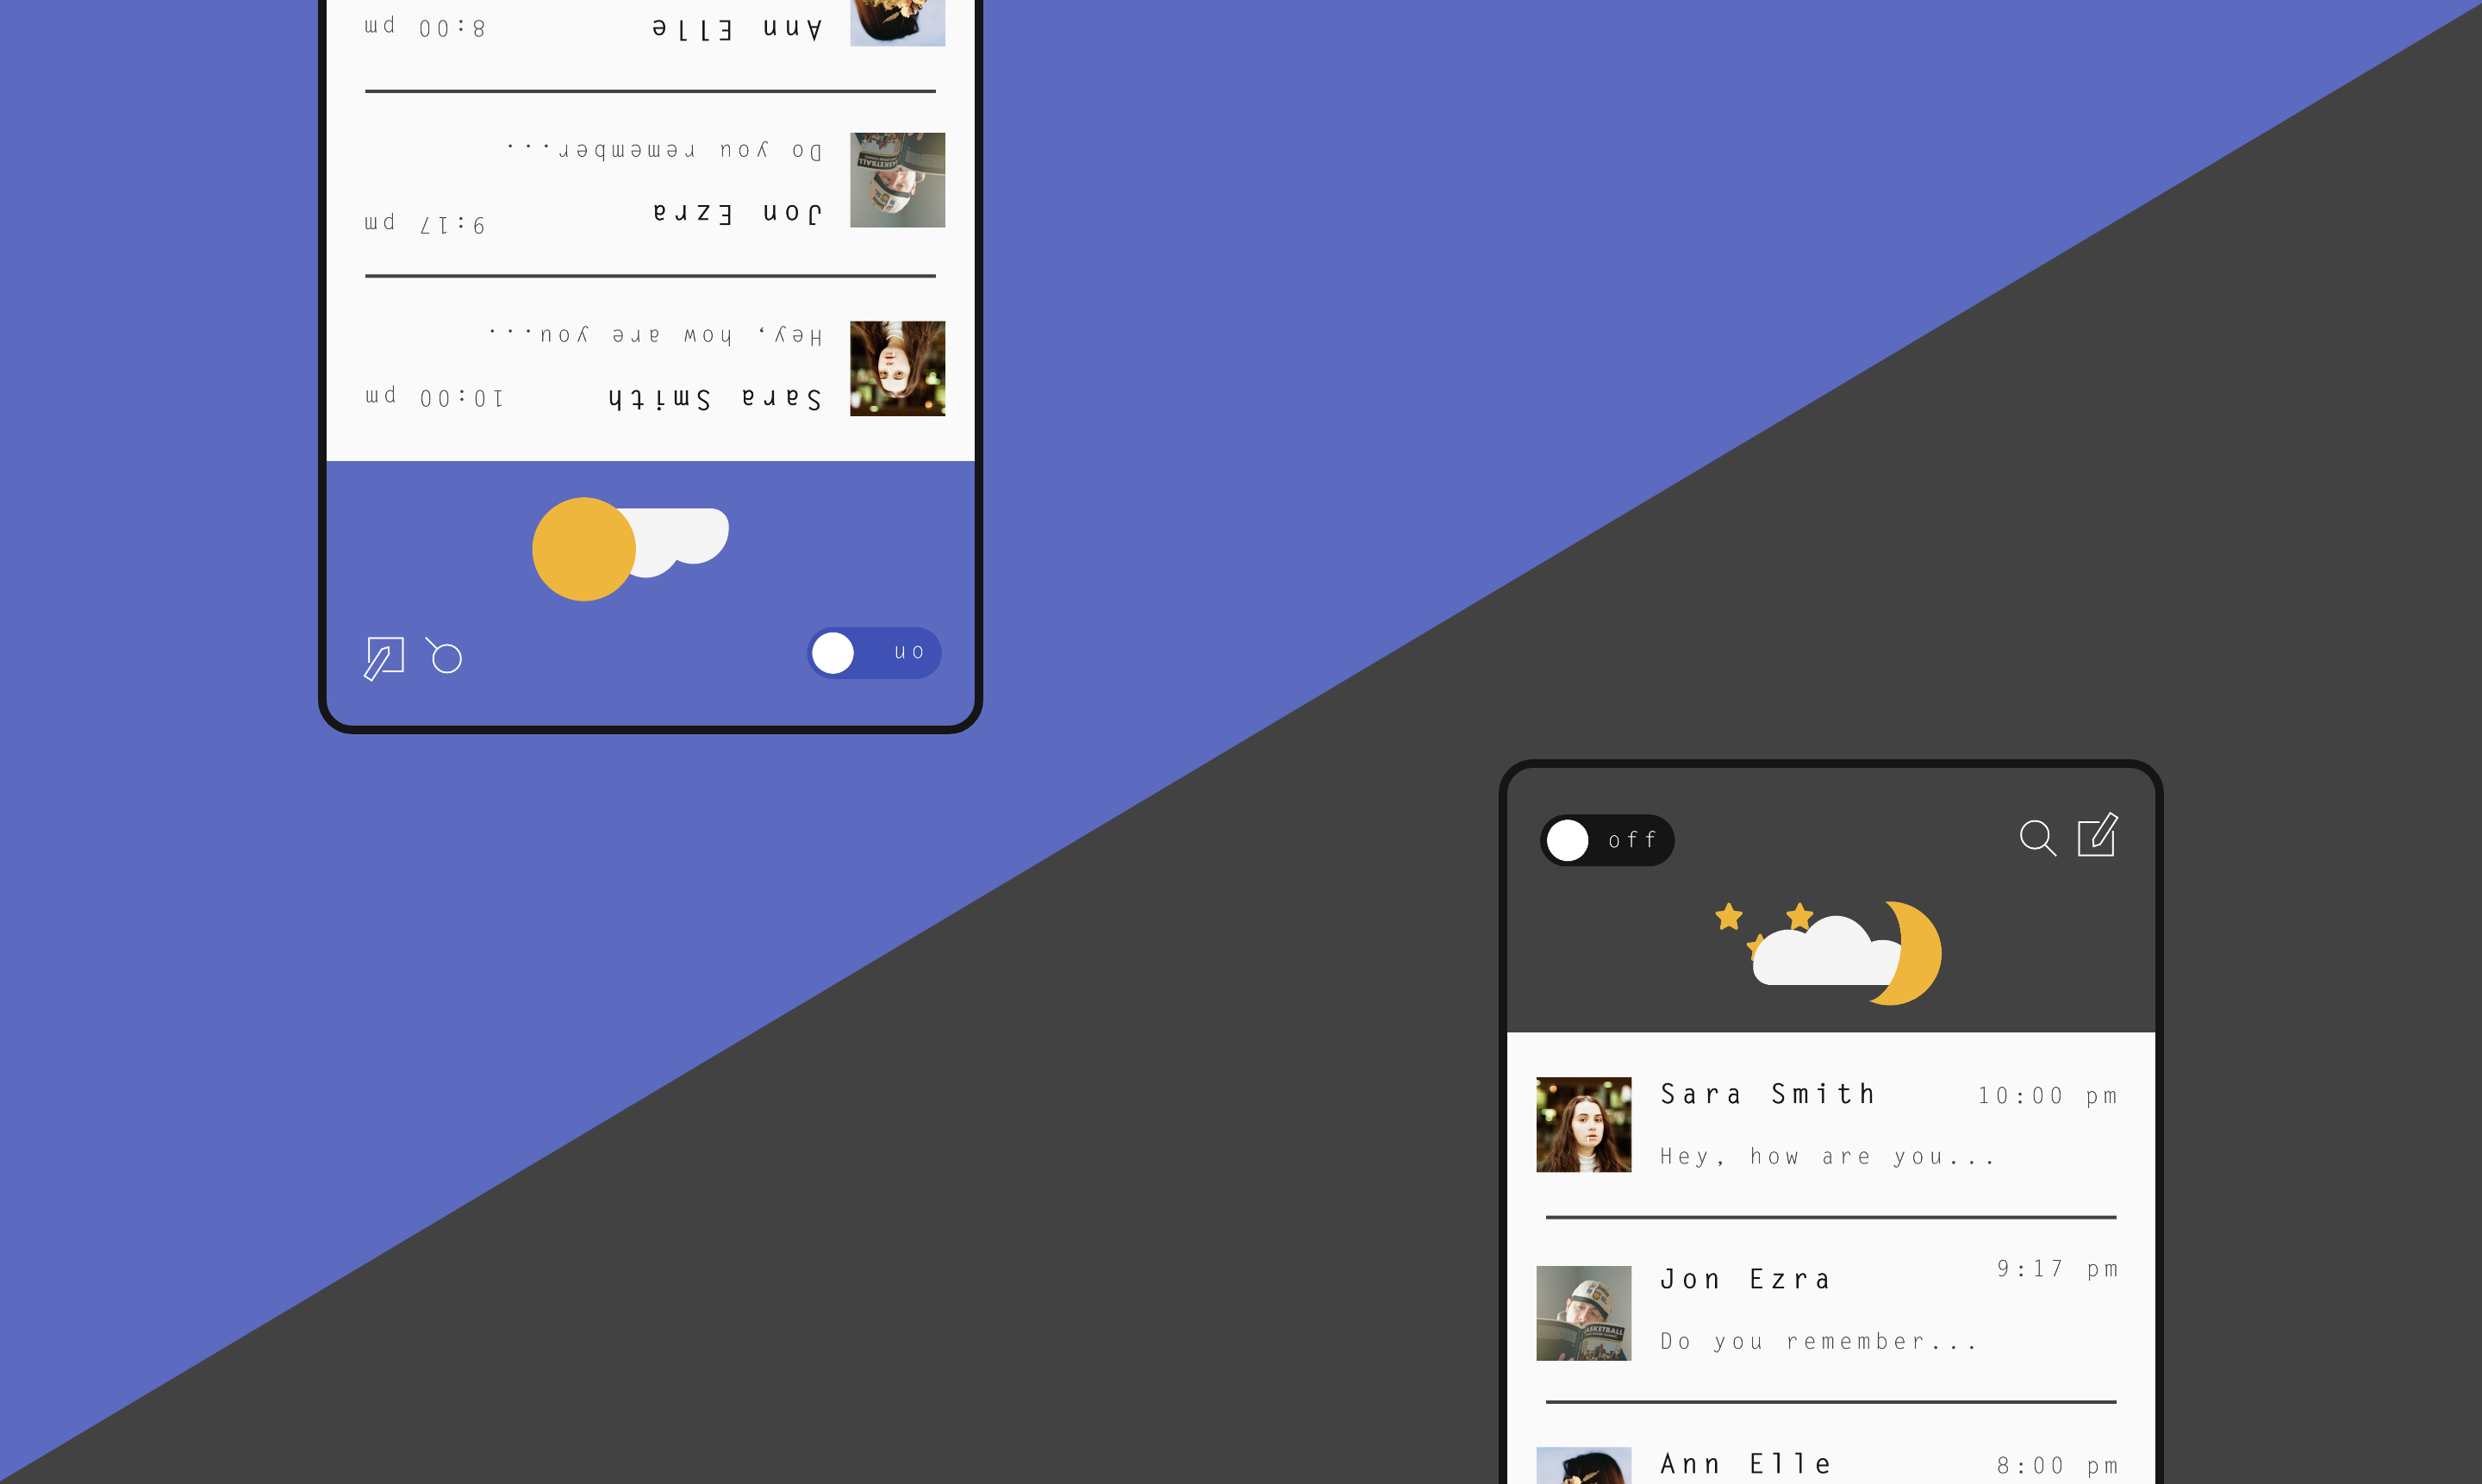 on
Sara Smith 10:00 pm
Hey, how are you...
Jon Ezra 9:17 pm
Do you remember...
BASKETBALL
Ann Elle 8:00 pm
off
Sara Smith 10:00 pm
Hey, how are you...
Jon Ezra 9:17 pm
Do you remember...
BASKETBALL
Ann Elle 8:00 pm